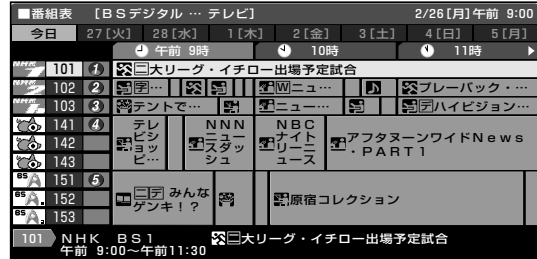 ■番組表 [BSデジタル … テレビ] 2/26[月]午前 9:00
今日 27[火] 28[水] 1[木] 2[金] 3[土] 4[日] 5[月]
午前 9時 10時 11時
101 1 二大リーグ・イチロー出場予定試合
102 2 字… Wニュ… ♪ プレーバック・…
103 3 テントで… ニュー… デハイビジョン…
141 4 テレビショッピ… NNNニュースダッシュ NBCナイトリーニュース アフタヌーンワイドNews・PART1
142
143
151 5 二デ みんなゲンキ!? 原宿コレクション
152
153
101 NHK BS1 二大リーグ・イチロー出場予定試合
午前 9:00~午前11:30